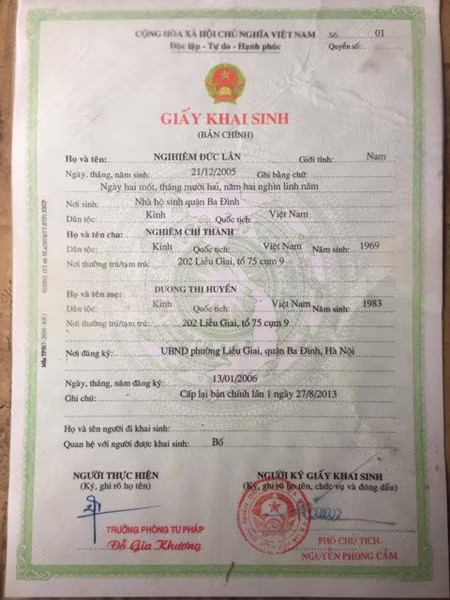 CỘNG HÒA XÃ HỘI CHỦ NGHĨA VIỆT NAM
Số: 01
Độc lập - Tự do - Hạnh phúc
Quyển số:
GIẤY KHAI SINH
(BẢN CHÍNH)
Họ và tên: NGHIÊM ĐỨC LÂN Giới tính: Nam
Ngày, tháng, năm sinh: 21/12/2005 Ghi bằng chữ:
Ngày hai mốt, tháng mười hai, năm hai nghìn linh năm
Nơi sinh: Nhà hộ sinh quận Ba Đình
Dân tộc: Kinh Quốc tịch: Việt Nam
Họ và tên cha: NGHIÊM CHÍ THÀNH
Dân tộc: Kinh Quốc tịch: Việt Nam Năm sinh: 1969
Nơi thường trú/tạm trú: 202 Liễu Giai, tổ 75 cụm 9
Họ và tên mẹ: DƯƠNG THỊ HUYỀN
Dân tộc: Kinh Quốc tịch: Việt Nam Năm sinh: 1983
Nơi thường trú/tạm trú: 202 Liễu Giai, tổ 75 cụm 9
Nơi đăng ký: UBND phường Liễu Giai, quận Ba Đình, Hà Nội
Ngày, tháng, năm đăng ký: 13/01/2006
Ghi chú: Cấp lại bản chính lần 1 ngày 27/8/2013
Họ và tên người đi khai sinh:
Quan hệ với người được khai sinh: Bố
NGƯỜI THỰC HIỆN
(Ký, ghi rõ họ tên)
TRƯỞNG PHÒNG TƯ PHÁP
Đỗ Gia Khương
NGƯỜI KÝ GIẤY KHAI SINH
(Ký, ghi rõ họ tên, chức vụ và đóng dấu)
PHÓ CHỦ TỊCH
NGUYỄN PHONG CẦM